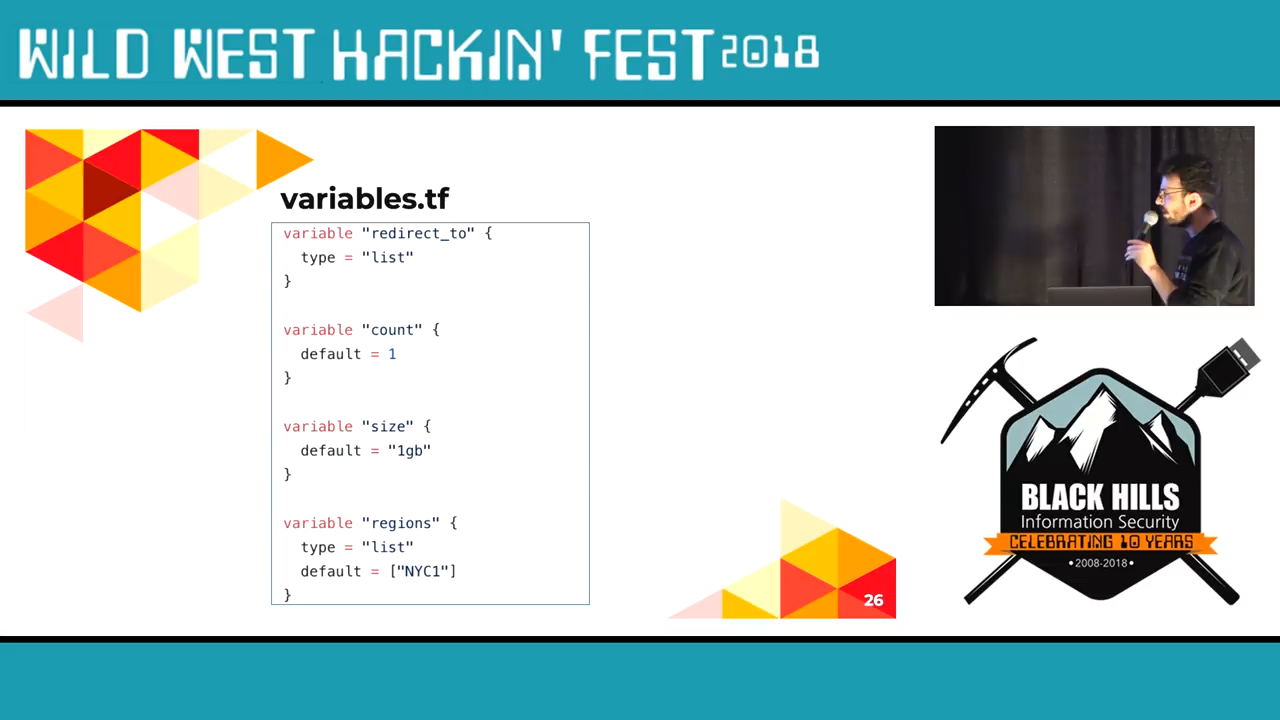 WILD WEST HACKIN' FEST 2018
variables.tf
variable "redirect_to" {
  type = "list"
}
variable "count" {
  default = 1
}
variable "size" {
  default = "1gb"
}
variable "regions" {
  type = "list"
  default = ["NYC1"]
}
26
BLACK HILLS
Information Security
CELEBRATING 10 YEARS
•2008-2018•